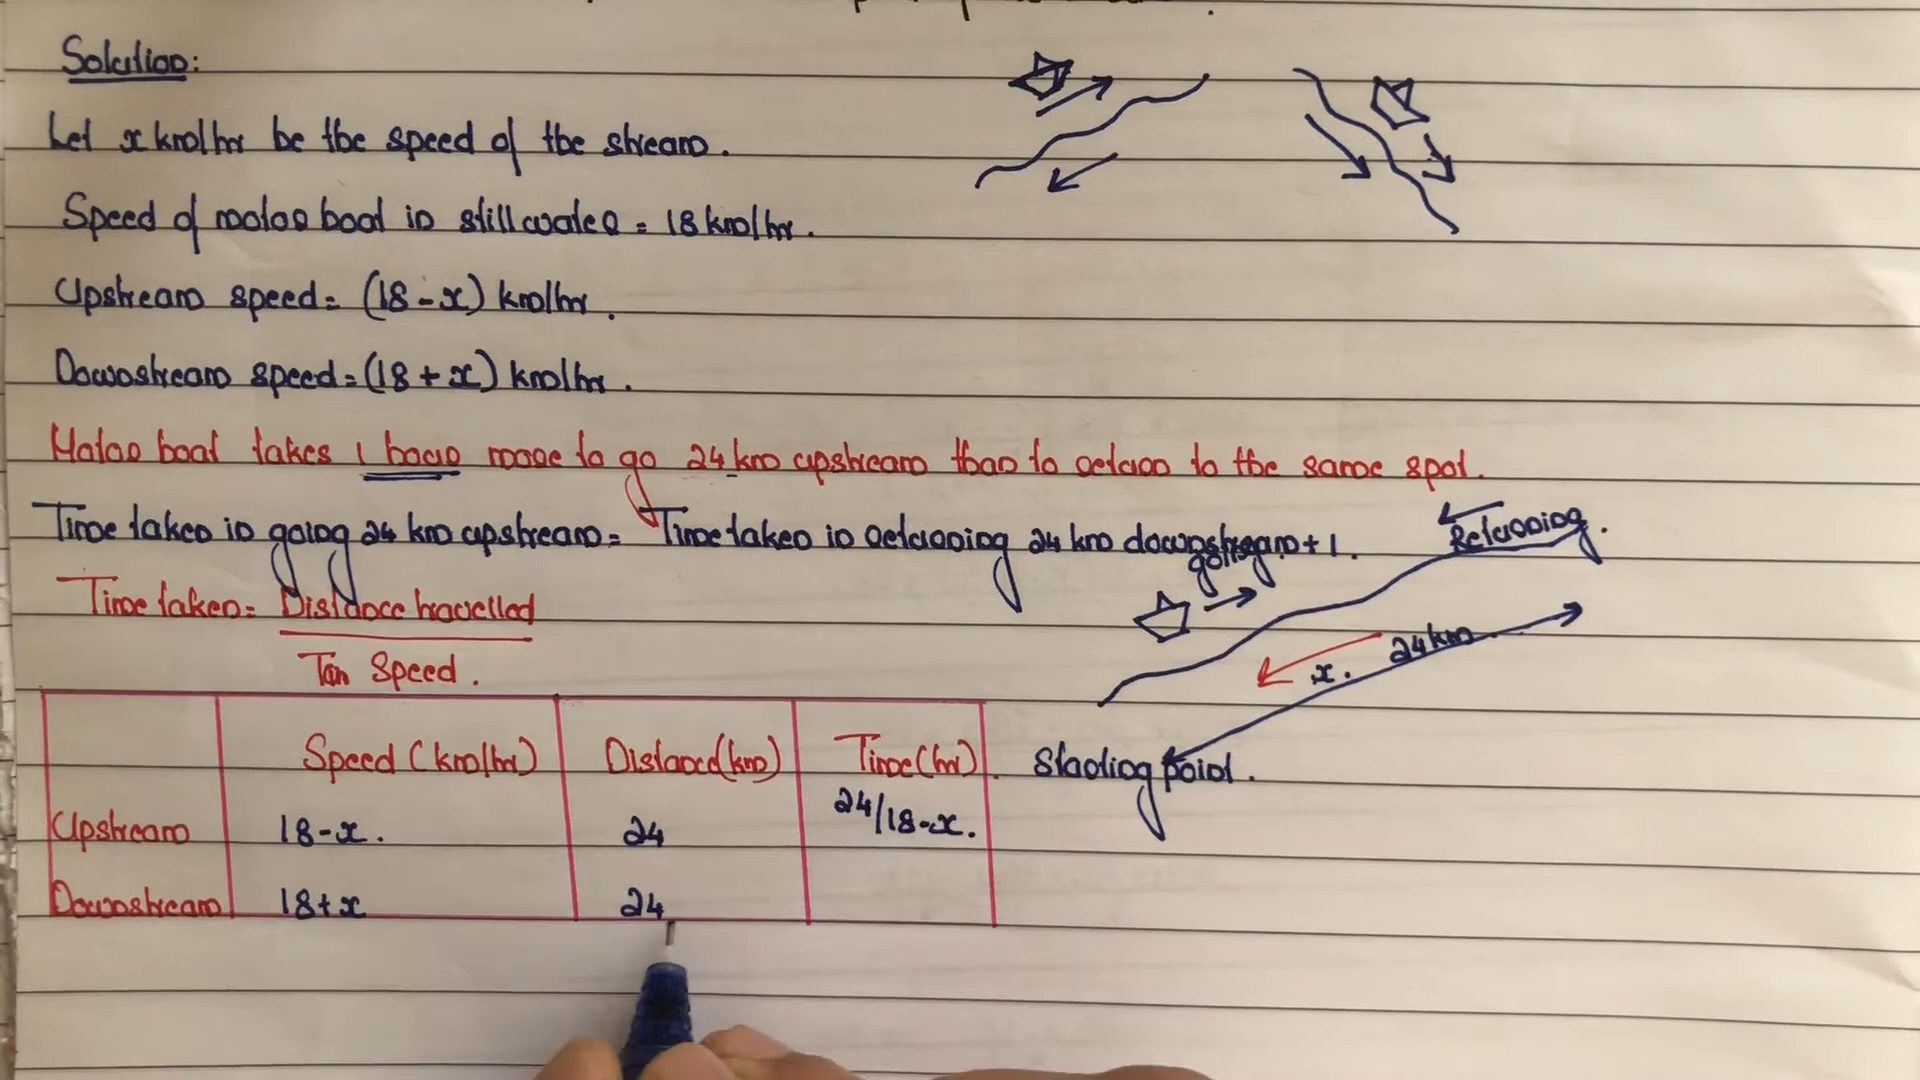 Solution:
Let x km/hr be the speed of the stream.
Speed of motor boat in still water = 18 km/hr.
Upstream speed = (18 - x) km/hr.
Downstream speed = (18 + x) km/hr.
Motor boat takes 1 hour more to go 24 km upstream than to return to the same spot.
Time taken in going 24 km upstream = Time taken in returning 24 km downstream + 1.
Returning.
going
Time taken = Distance travelled
Speed.
24 km
x.
Speed (km/hr) Distance (km) Time (hr).
Starting point.
Upstream 18 - x. 24 24/18 - x.
Downstream 18 + x 24